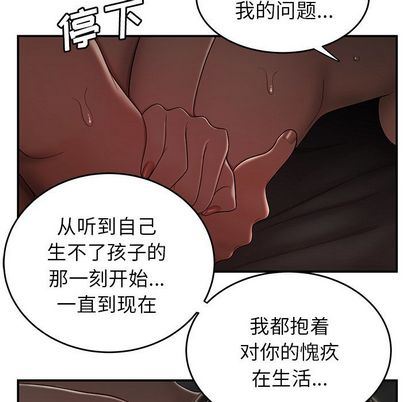 我的问题...
停下
从听到自己
生不了孩子的
那一刻开始...
一直到现在
我都抱着
对你的愧疚
在生活...